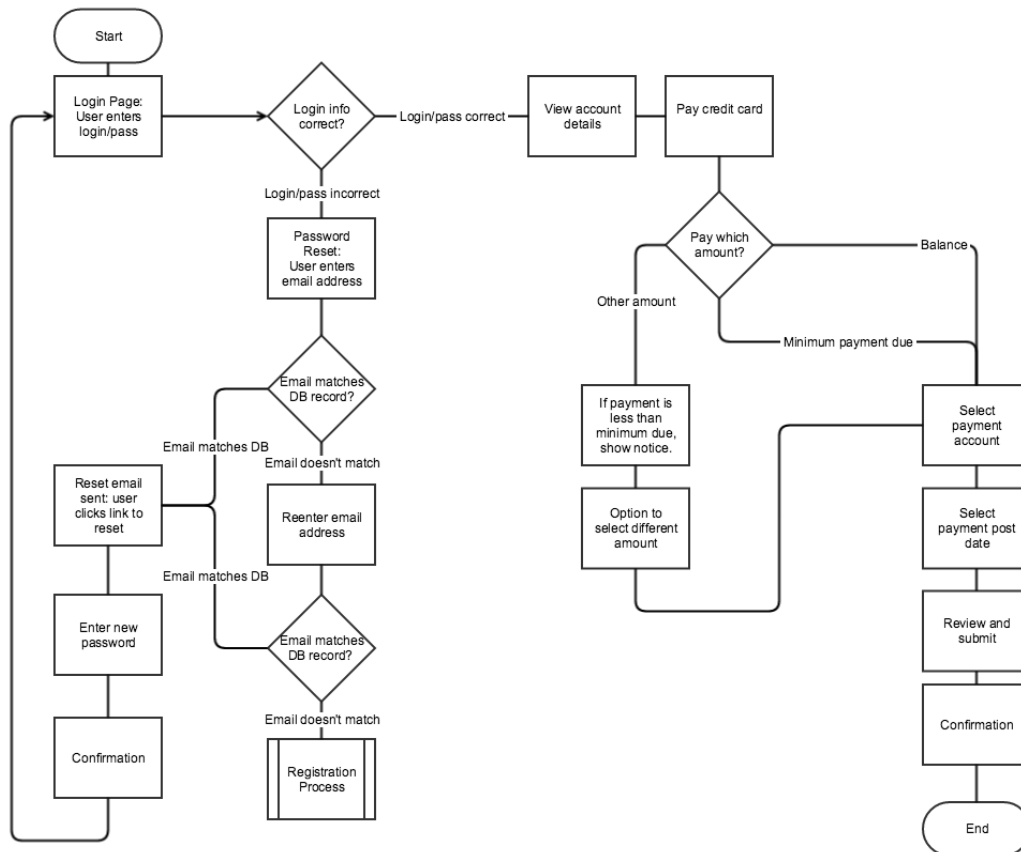 Start
Login Page:
User enters
login/pass
Login info
correct?
Login/pass correct
View account
details
Pay credit card
Login/pass incorrect
Password
Reset:
User enters
email address
Pay which
amount?
Balance
Other amount
Minimum payment due
Email matches
DB record?
If payment is
less than
minimum due,
show notice.
Select
payment
account
Email matches DB
Email doesn't match
Reset email
sent: user
clicks link to
reset
Reenter email
address
Option to
select different
amount
Select
payment post
date
Email matches DB
Enter new
password
Email matches
DB record?
Review and
submit
Email doesn't match
Confirmation
Registration
Process
Confirmation
End